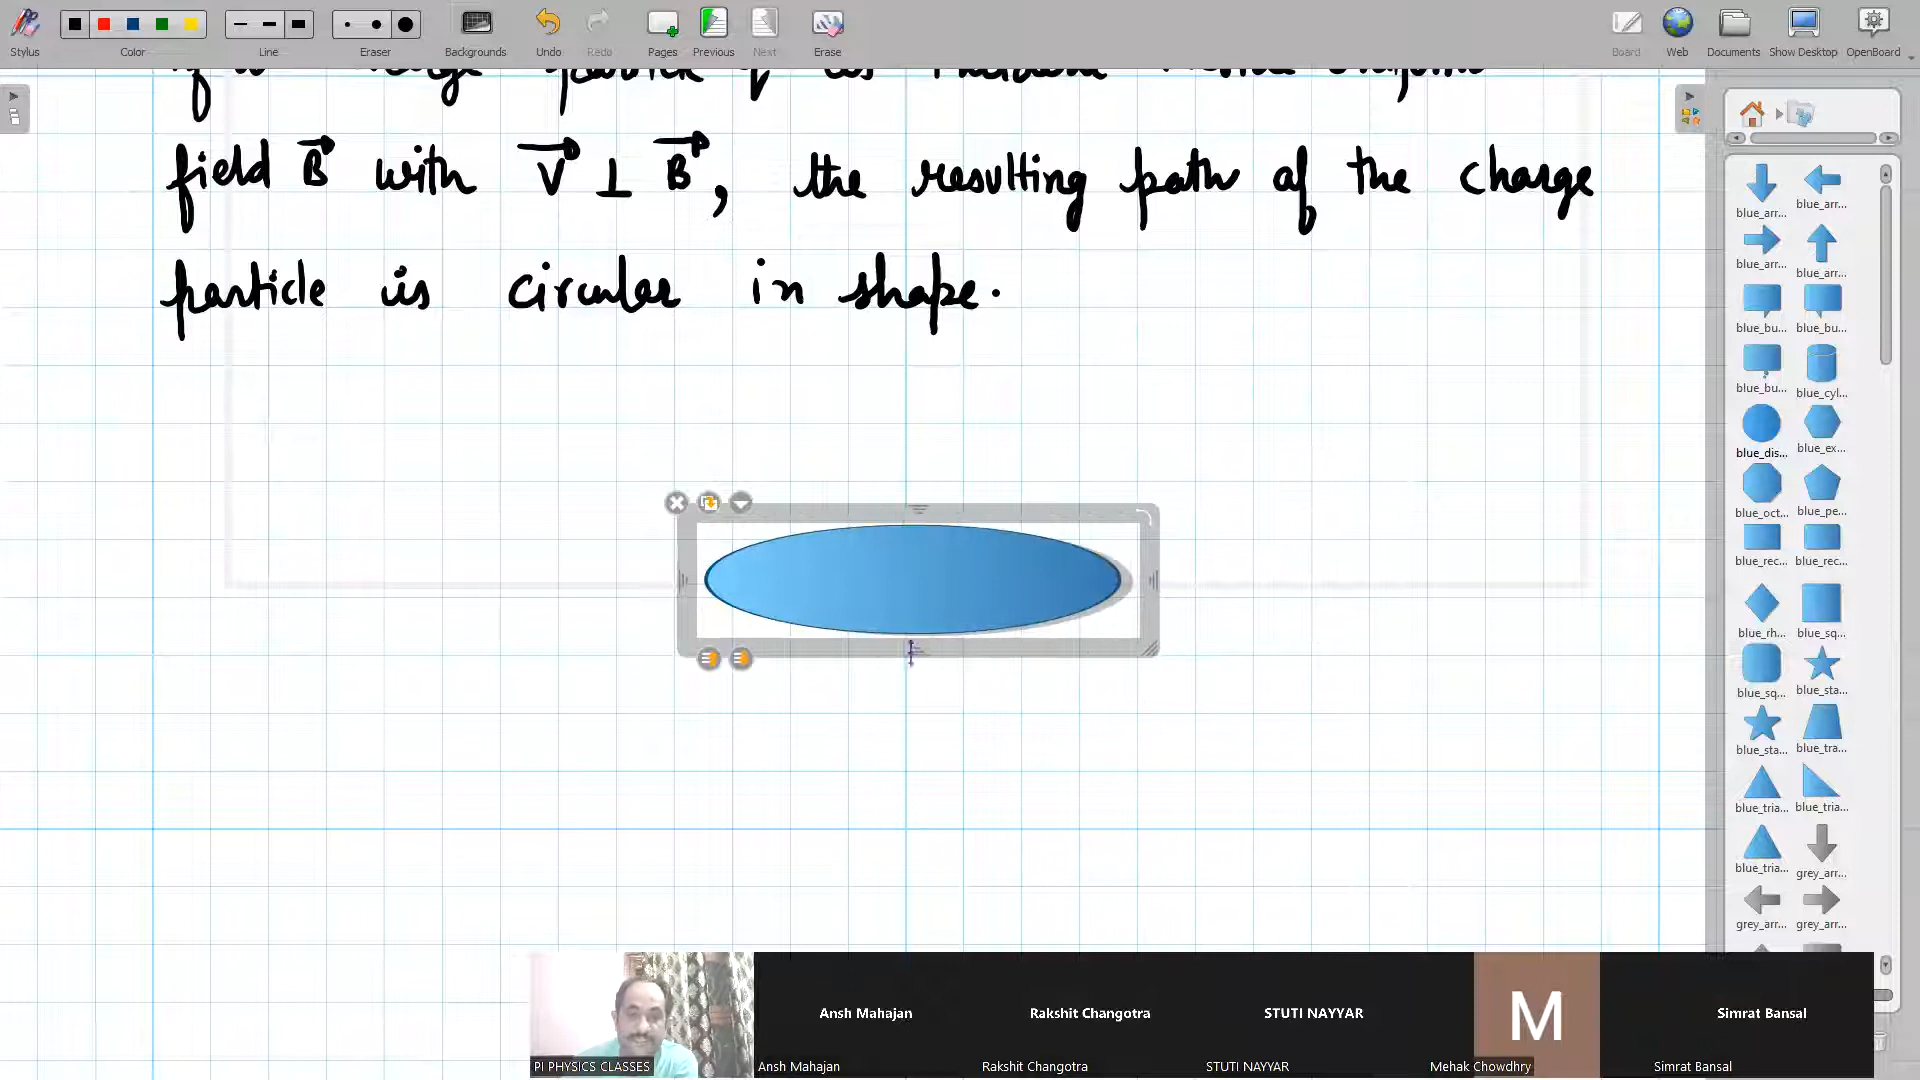 Stylus Color Line Eraser Backgrounds Undo Redo Pages Previous Next Erase Board Web Documents Show Desktop OpenBoard
field B with V ⊥ B, the resulting path of the charge
particle is circular in shape.
blue_arr... blue_arr...
blue_arr... blue_arr...
blue_bu... blue_bu...
blue_bu... blue_cyl...
blue_dis... blue_ex...
blue_oct... blue_pe...
blue_rec... blue_rec...
blue_rh... blue_sq...
blue_sq... blue_sta...
blue_sta... blue_tra...
blue_tria... blue_tria...
blue_tria... grey_arr...
grey_arr... grey_arr...
Ansh Mahajan Rakshit Changotra STUTI NAYYAR M Simrat Bansal
PI PHYSICS CLASSES Ansh Mahajan Rakshit Changotra STUTI NAYYAR Mehak Chowdhry Simrat Bansal